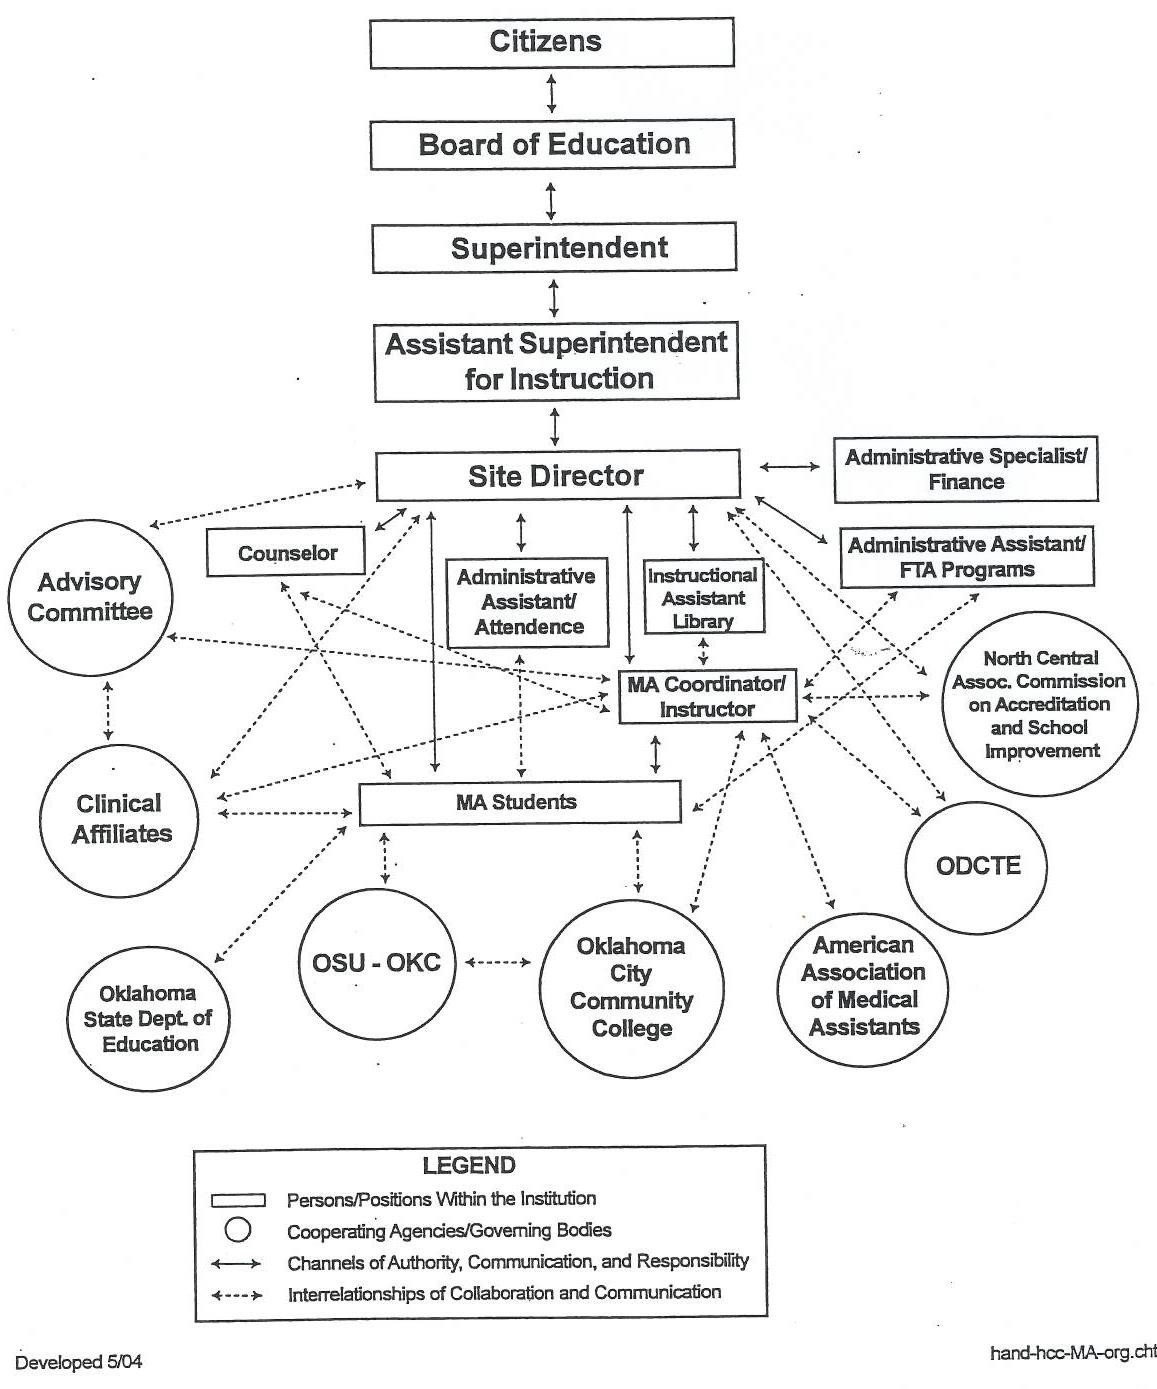 Citizens
Board of Education
Superintendent
Assistant Superintendent
for Instruction
Site Director
Administrative Specialist/
Finance
Counselor
Administrative Assistant/
FTA Programs
Advisory
Committee
Administrative
Assistant/
Attendence
Instructional
Assistant
Library
MA Coordinator/
Instructor
North Central
Assoc. Commission
on Accreditation
and School
Improvement
Clinical
Affiliates
MA Students
ODCTE
Oklahoma
State Dept. of
Education
OSU - OKC
Oklahoma
City
Community
College
American
Association
of Medical
Assistants
LEGEND
Persons/Positions Within the Institution
Cooperating Agencies/Governing Bodies
Channels of Authority, Communication, and Responsibility
Interrelationships of Collaboration and Communication
Developed 5/04
hand-hcc-MA-org.cht